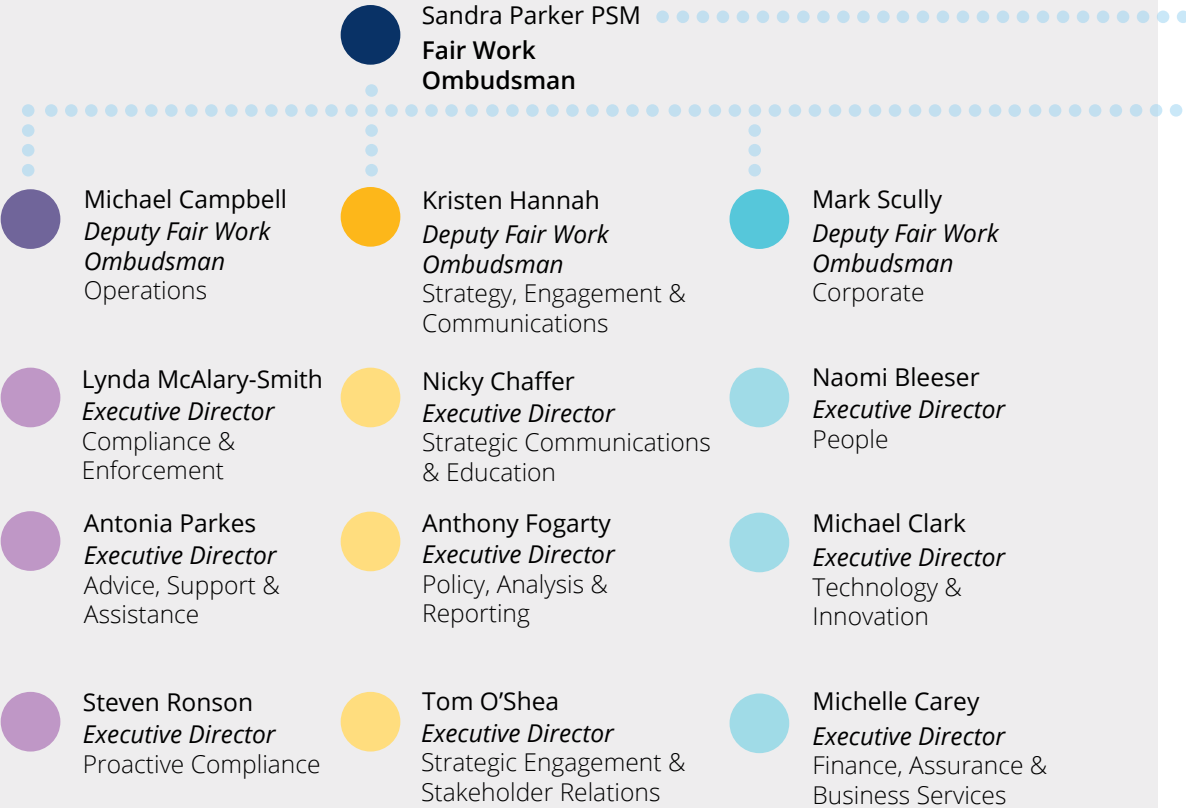 Sandra Parker PSM
Fair Work
Ombudsman
Michael Campbell
Deputy Fair Work
Ombudsman
Operations
Kristen Hannah
Deputy Fair Work
Ombudsman
Strategy, Engagement &
Communications
Mark Scully
Deputy Fair Work
Ombudsman
Corporate
Lynda McAlary-Smith
Executive Director
Compliance &
Enforcement
Nicky Chaffer
Executive Director
Strategic Communications
& Education
Naomi Bleeser
Executive Director
People
Antonia Parkes
Executive Director
Advice, Support &
Assistance
Anthony Fogarty
Executive Director
Policy, Analysis &
Reporting
Michael Clark
Executive Director
Technology &
Innovation
Steven Ronson
Executive Director
Proactive Compliance
Tom O’Shea
Executive Director
Strategic Engagement &
Stakeholder Relations
Michelle Carey
Executive Director
Finance, Assurance &
Business Services